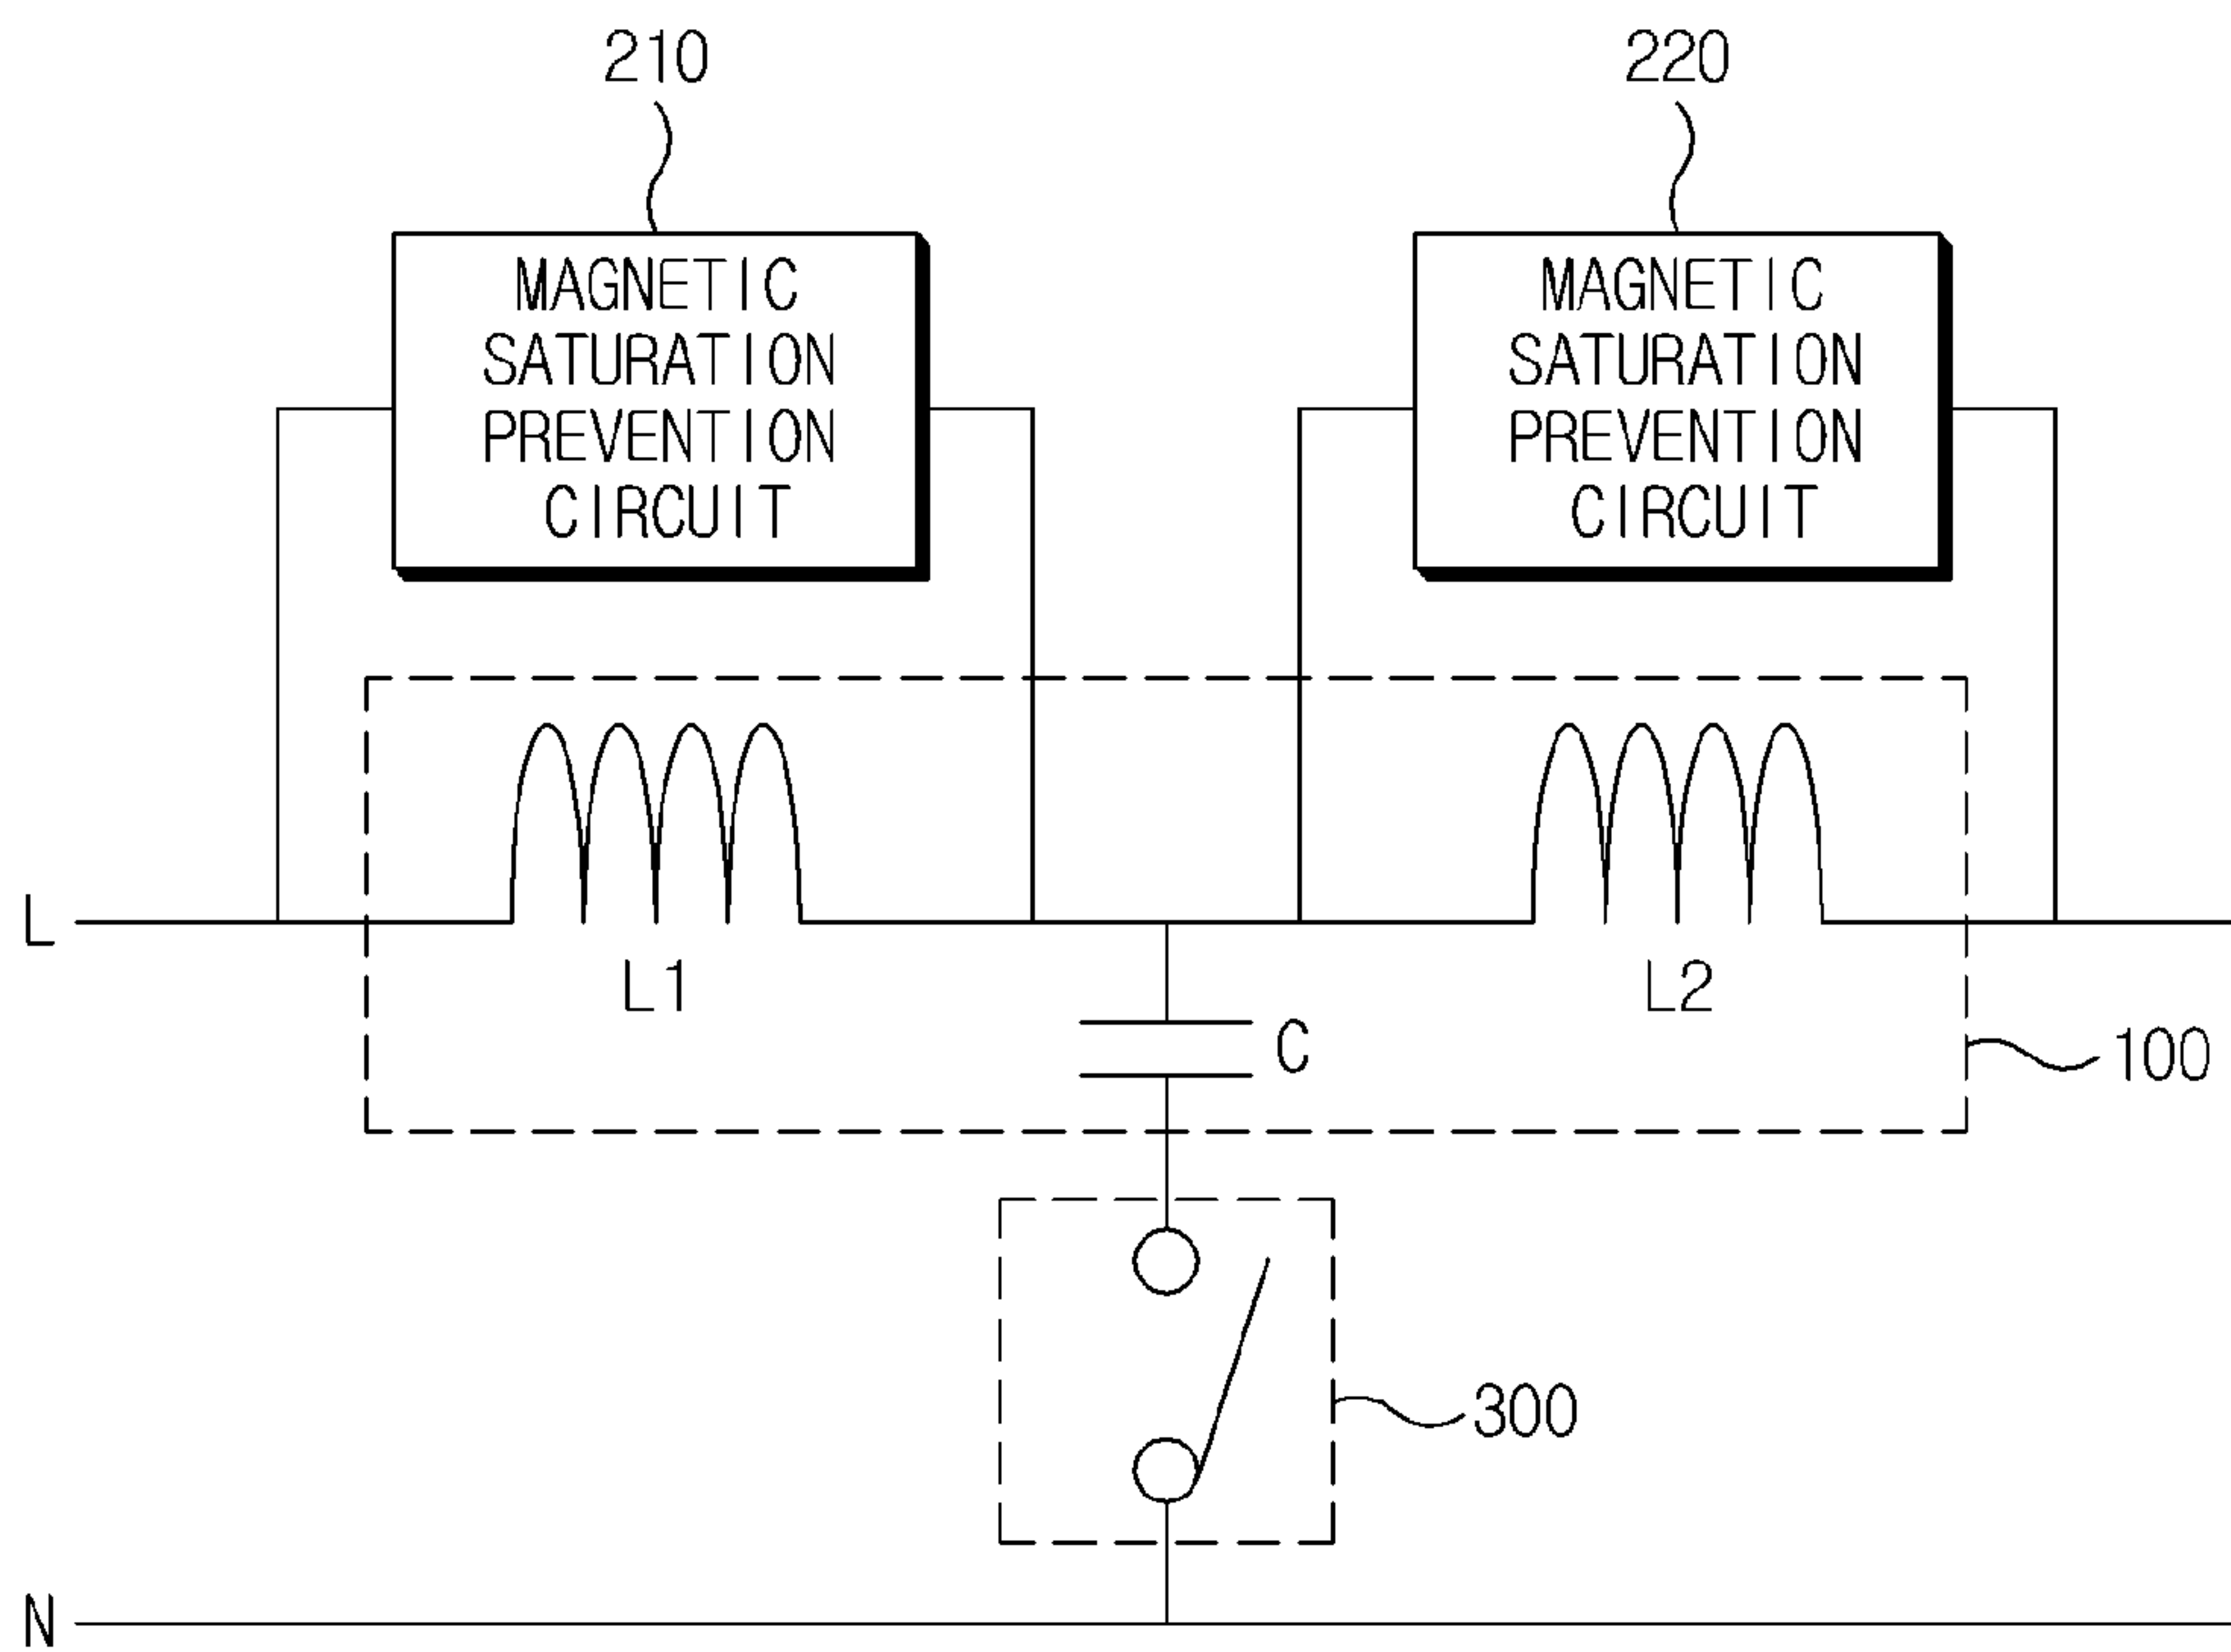 210
220
MAGNETIC
SATURATION
PREVENTION
CIRCUIT
MAGNETIC
SATURATION
PREVENTION
CIRCUIT
L
L1
L2
C
100
300
N